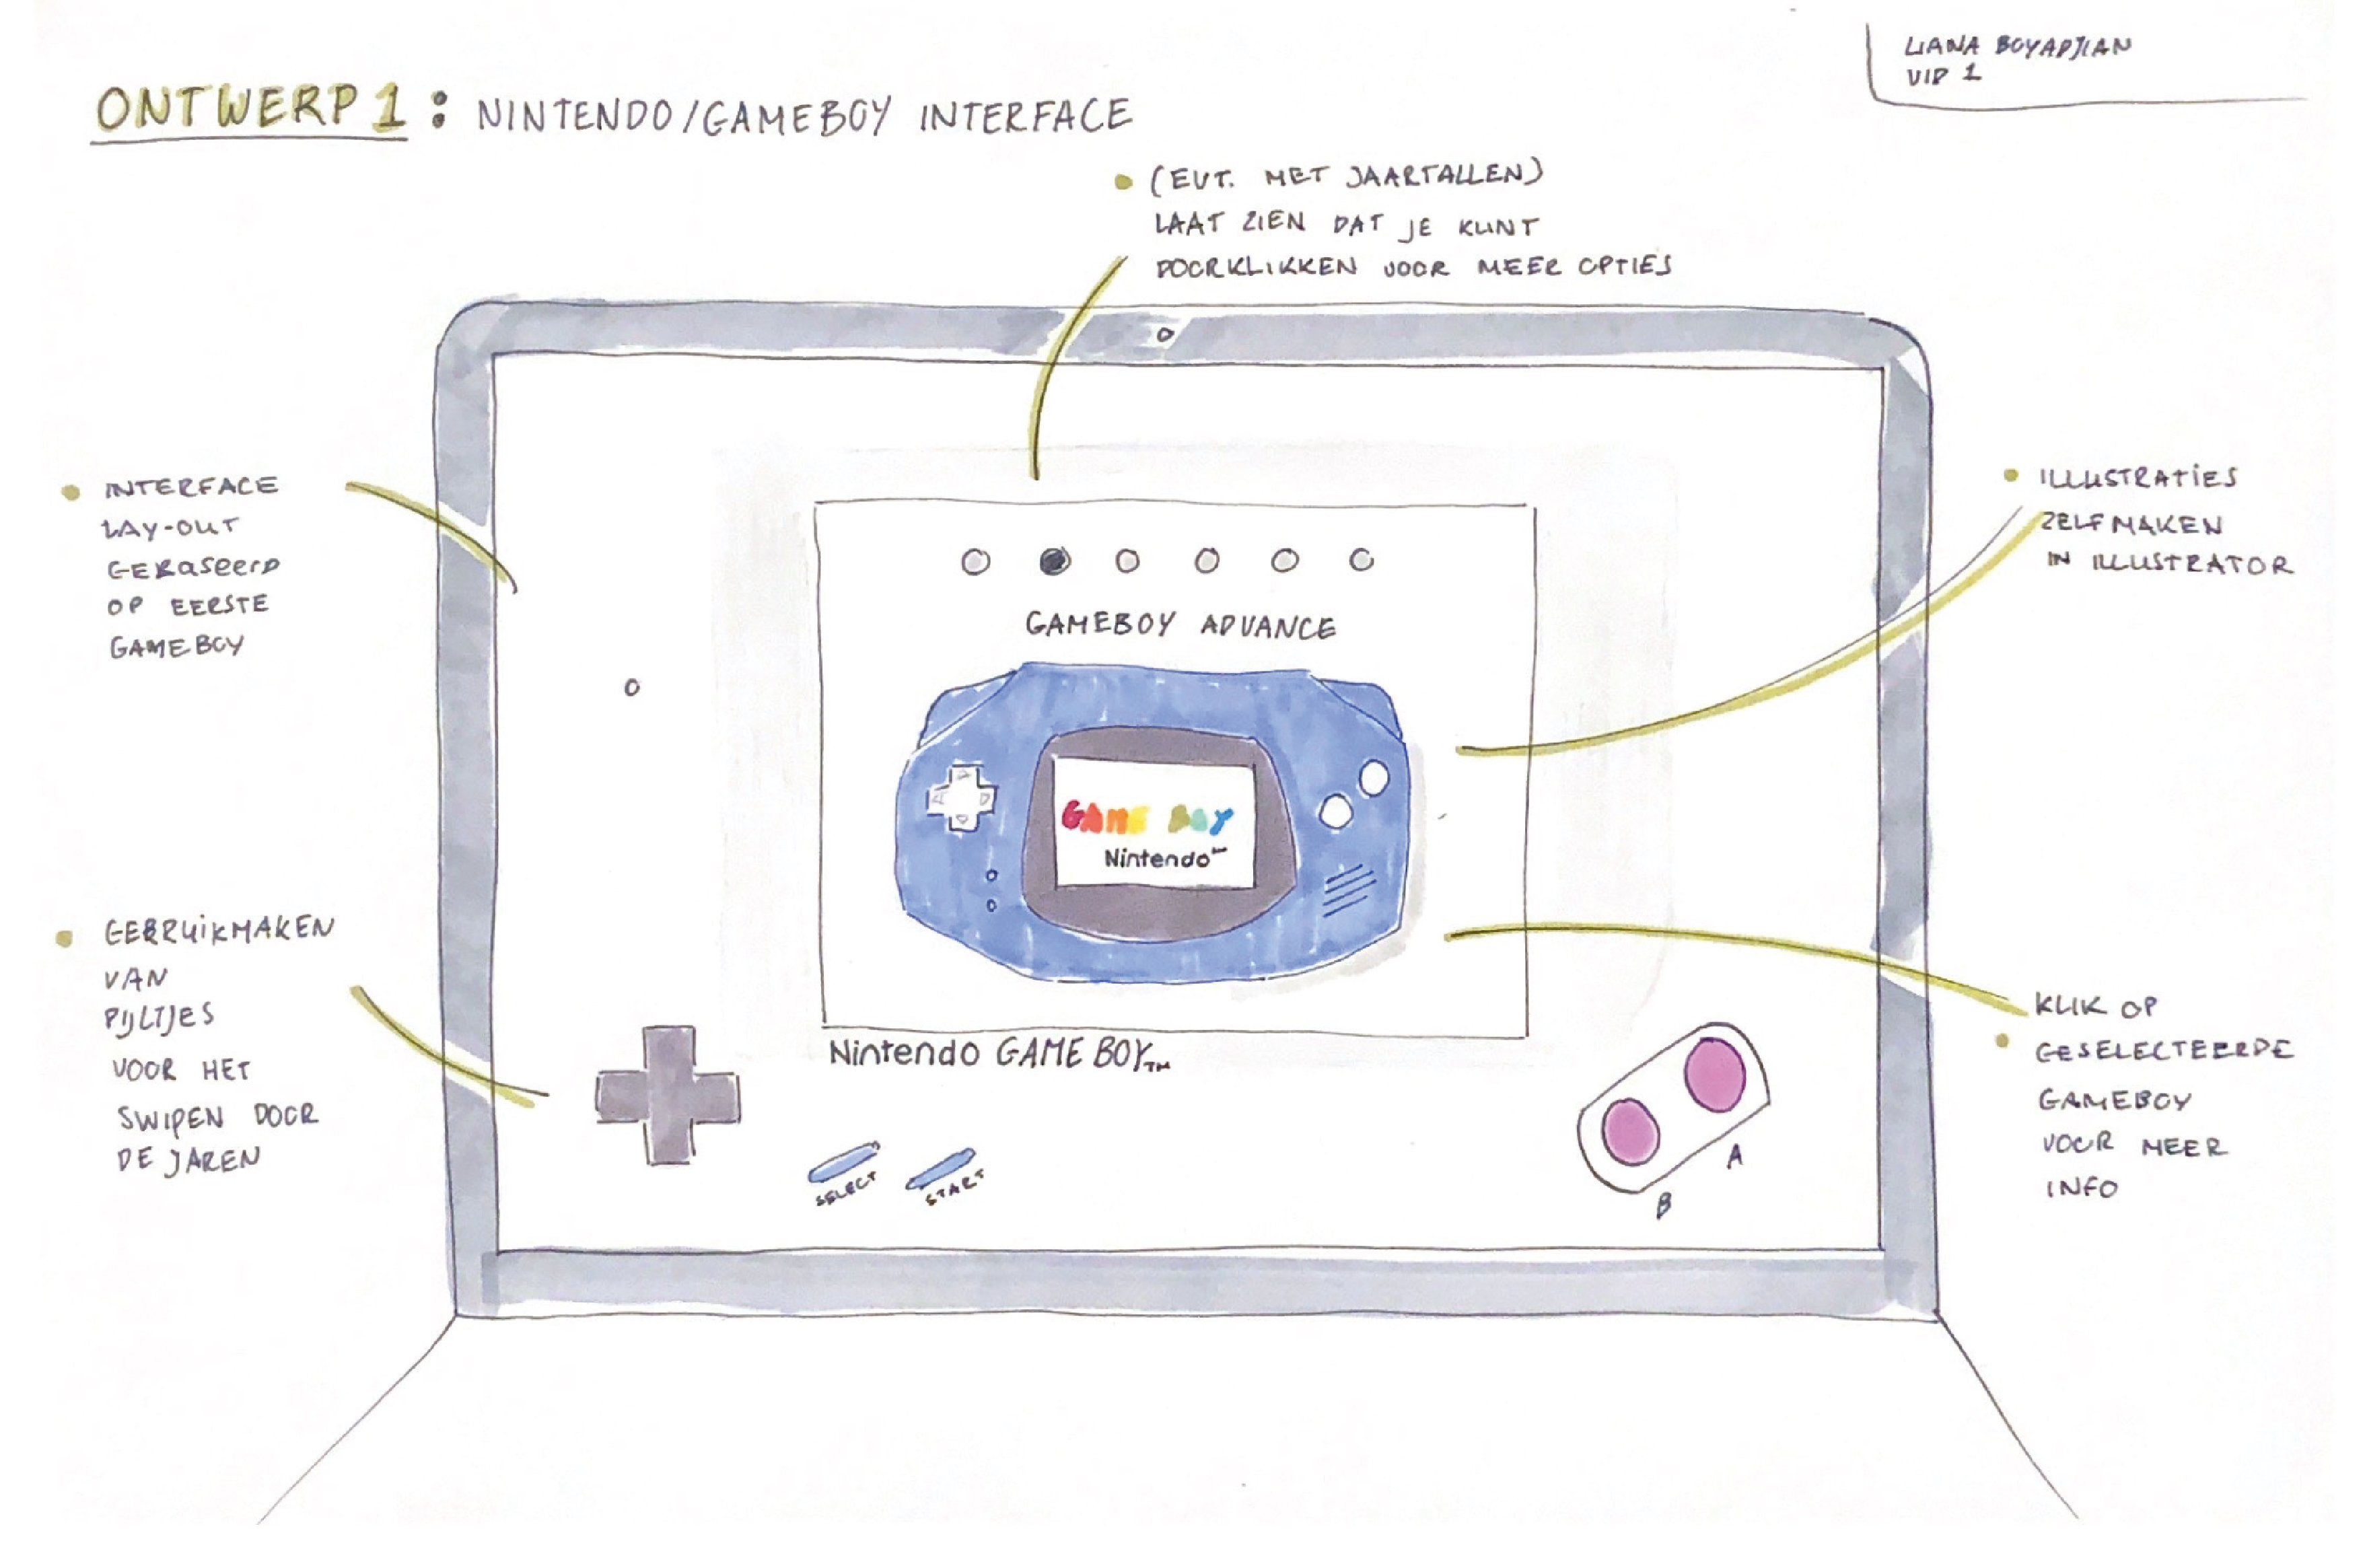 LIANA BOYADJIAN
VID 1
ONTWERP 1: NINTENDO/GAMEBOY INTERFACE
(EVT. MET JAARTALLEN)
LAAT ZIEN DAT JE KUNT
DOORKLIKKEN VOOR MEER OPTIES
INTERFACE
LAY-OUT
GEBASEERD
OP EERSTE
GAMEBOY
ILLUSTRATIES
ZELF MAKEN
IN ILLUSTRATOR
GAMEBOY ADVANCE
GAME BOY
Nintendo™
GEBRUIKMAKEN
VAN
PIJLTJES
VOOR HET
SWIPEN DOOR
DE JAREN
KLIK OP
GESELECTEERDE
GAMEBOY
VOOR MEER
INFO
Nintendo GAME BOY™
SELECT START
B A